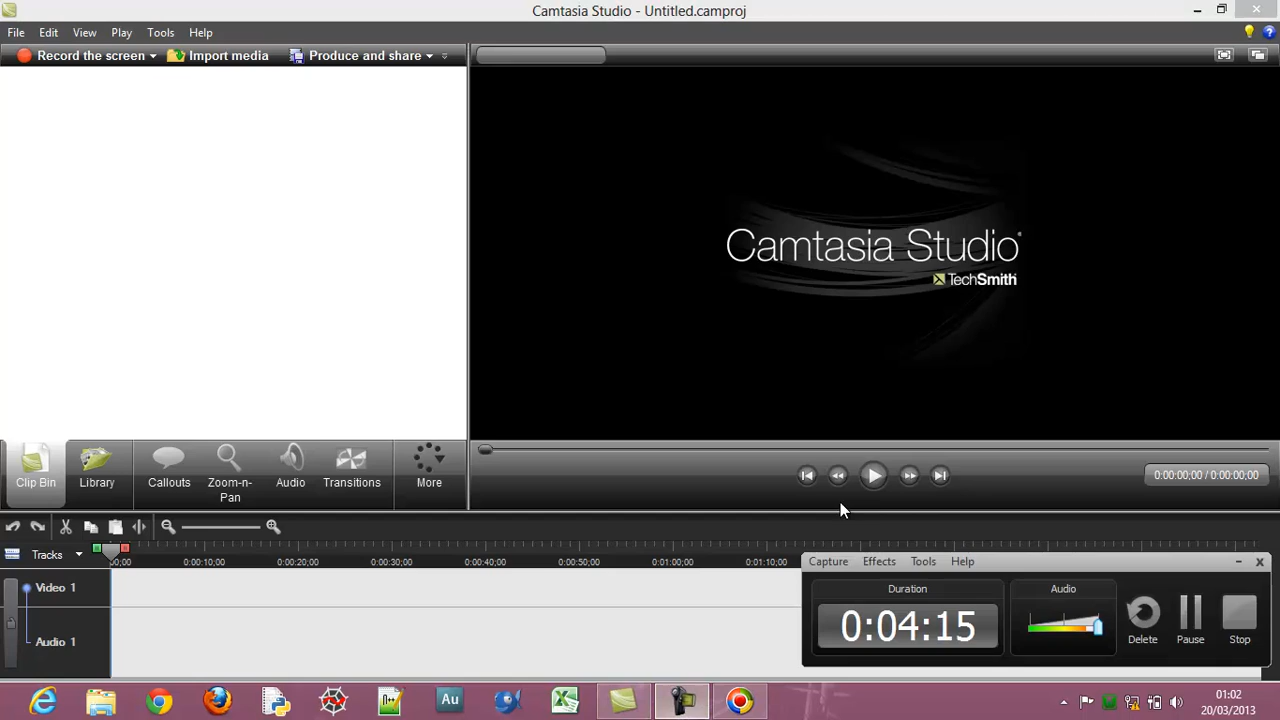 Camtasia Studio - Untitled.camproj
File Edit View Play Tools Help
Record the screen Import media Produce and share
Camtasia Studio
TechSmith
Clip Bin Library Callouts Zoom-n-Pan Audio Transitions More
0:00:00;00 / 0:00:00;00
Tracks
00;00 0:00:10;00 0:00:20;00 0:00:30;00 0:00:40;00 0:00:50;00 0:01:00;00 0:01:10;00
Capture Effects Tools Help
Video 1
Duration Audio
0:04:15
Delete Pause Stop
Audio 1
Au
01:02
20/03/2013